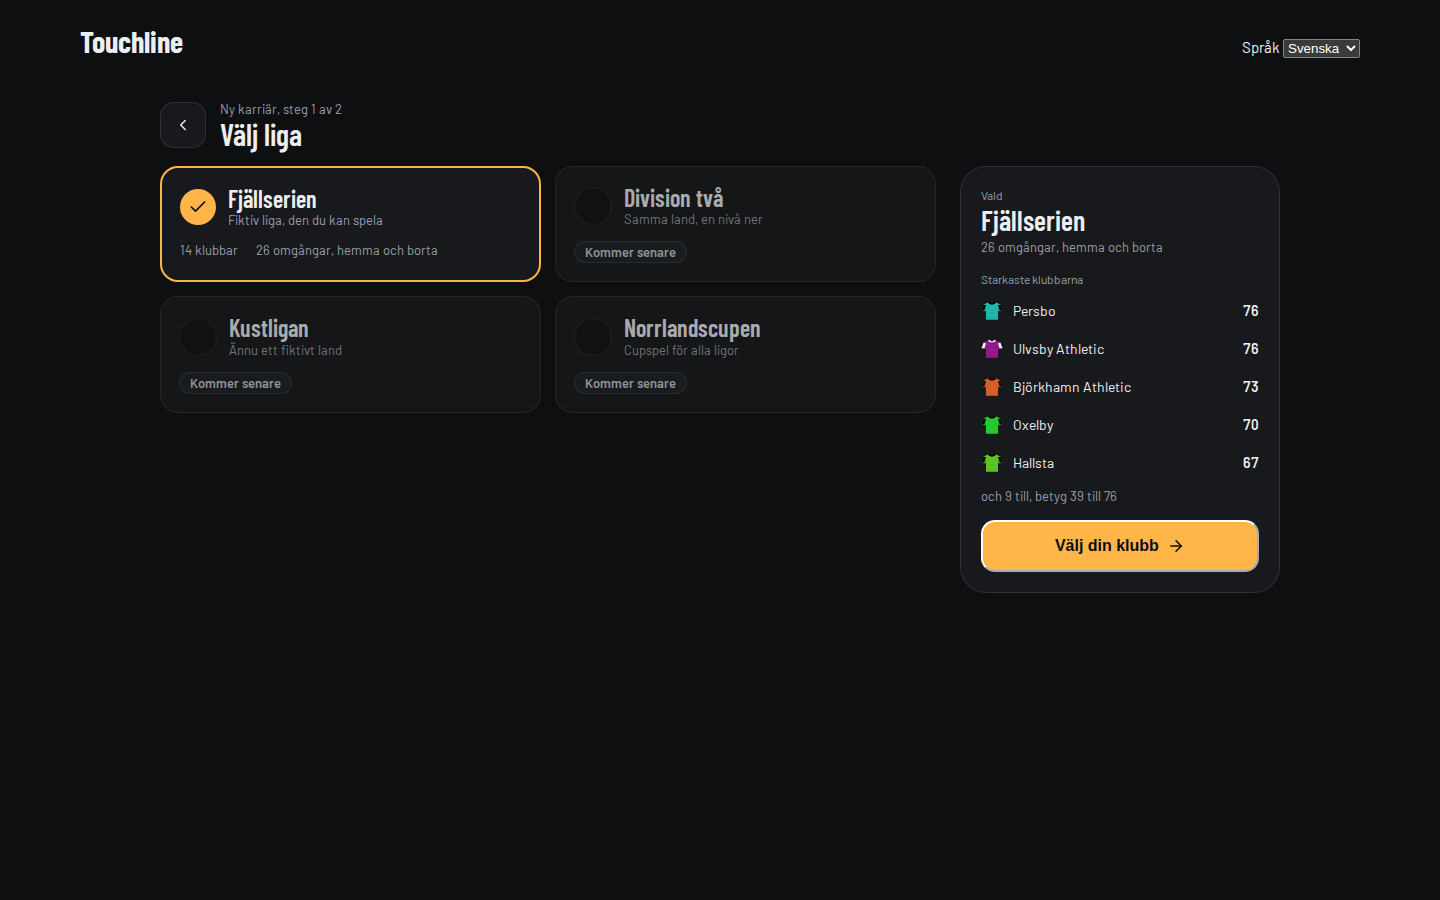 Touchline
Språk Svenska
Ny karriär, steg 1 av 2
Välj liga
Fjällserien
Fiktiv liga, den du kan spela
14 klubbar 26 omgångar, hemma och borta
Division två
Samma land, en nivå ner
Kommer senare
Kustligan
Ännu ett fiktivt land
Kommer senare
Norrlandscupen
Cupspel för alla ligor
Kommer senare
Vald
Fjällserien
26 omgångar, hemma och borta
Starkaste klubbarna
Persbo 76
Ulvsby Athletic 76
Björkhamn Athletic 73
Oxelby 70
Hallsta 67
och 9 till, betyg 39 till 76
Välj din klubb